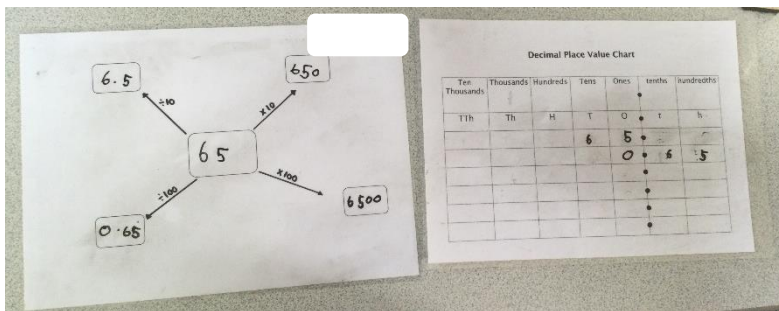 6.5
650
÷10
×10
65
÷100
×100
0.65
6500
Decimal Place Value Chart
Ten Thousands Thousands Hundreds Tens Ones tenths hundredths
TTh Th H T O t h
6 5
0 6 5